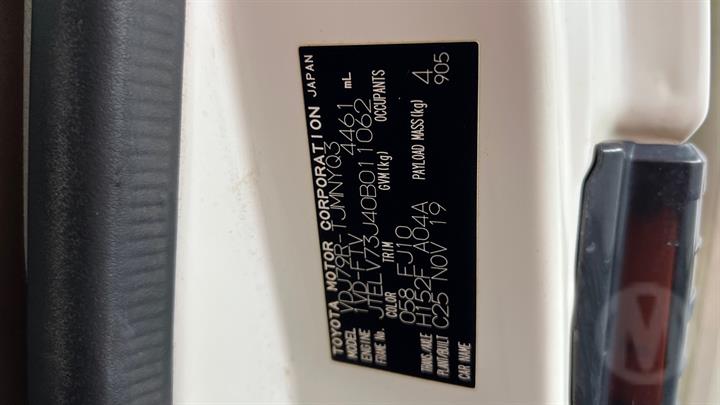 TOYOTA MOTOR CORPORATION JAPAN
MODEL VDJ79R-TJMNYQ3
ENGINE 1VD-FTV 4461 mL
FRAME No. JTELV73J40B011062
COLOR TRIM GVM(kg) OCCUPANTS
058 FJ10 4
TRANS./AXLE H152F A04A PAYLOAD MASS(kg) 905
PLANT/BUILT C25 NOV 19
CAR NAME
M